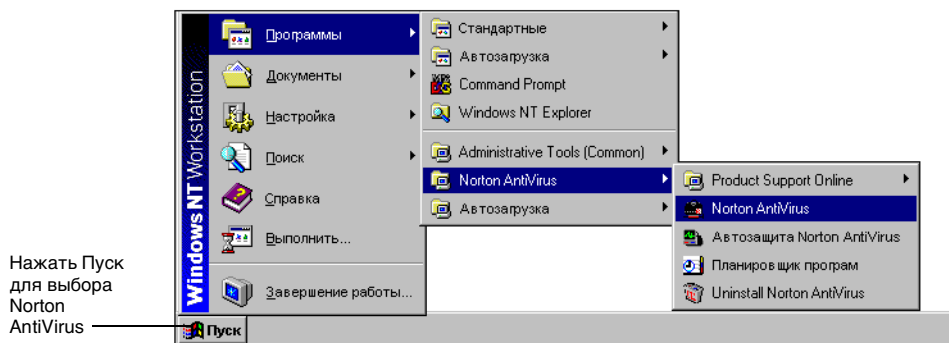 Windows NT Workstation
Программы
Документы
Настройка
Поиск
Справка
Выполнить...
Завершение работы...
Стандартные
Автозагрузка
Command Prompt
Windows NT Explorer
Administrative Tools (Common)
Norton AntiVirus
Автозагрузка
Product Support Online
Norton AntiVirus
Автозащита Norton AntiVirus
Планировщик програм
Uninstall Norton AntiVirus
Нажать Пуск
для выбора
Norton
AntiVirus
Пуск